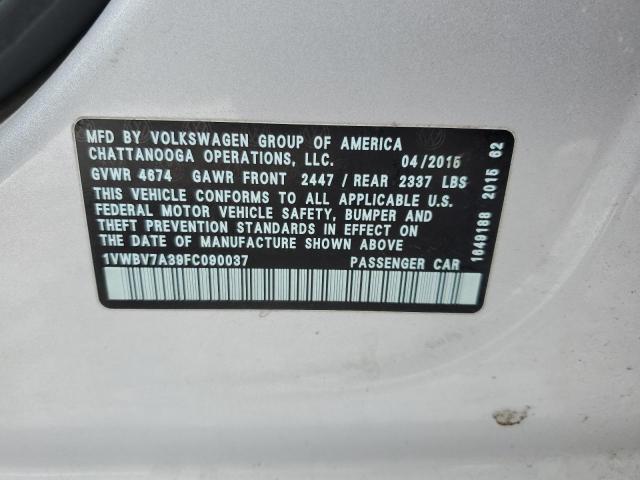 MFD BY VOLKSWAGEN GROUP OF AMERICA
CHATTANOOGA OPERATIONS, LLC. 04/2015
GVWR 4674 GAWR FRONT 2447 / REAR 2337 LBS
THIS VEHICLE CONFORMS TO ALL APPLICABLE U.S.
FEDERAL MOTOR VEHICLE SAFETY, BUMPER AND
THEFT PREVENTION STANDARDS IN EFFECT ON
THE DATE OF MANUFACTURE SHOWN ABOVE
1VWBV7A39FC090037 PASSENGER CAR
1649188 2015 62